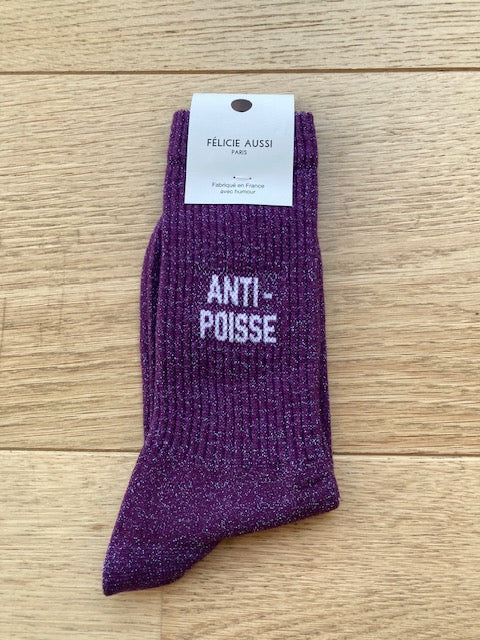 FÉLICIE AUSSI
PARIS
Fabriqué en France
avec humour
ANTI-
POISSE